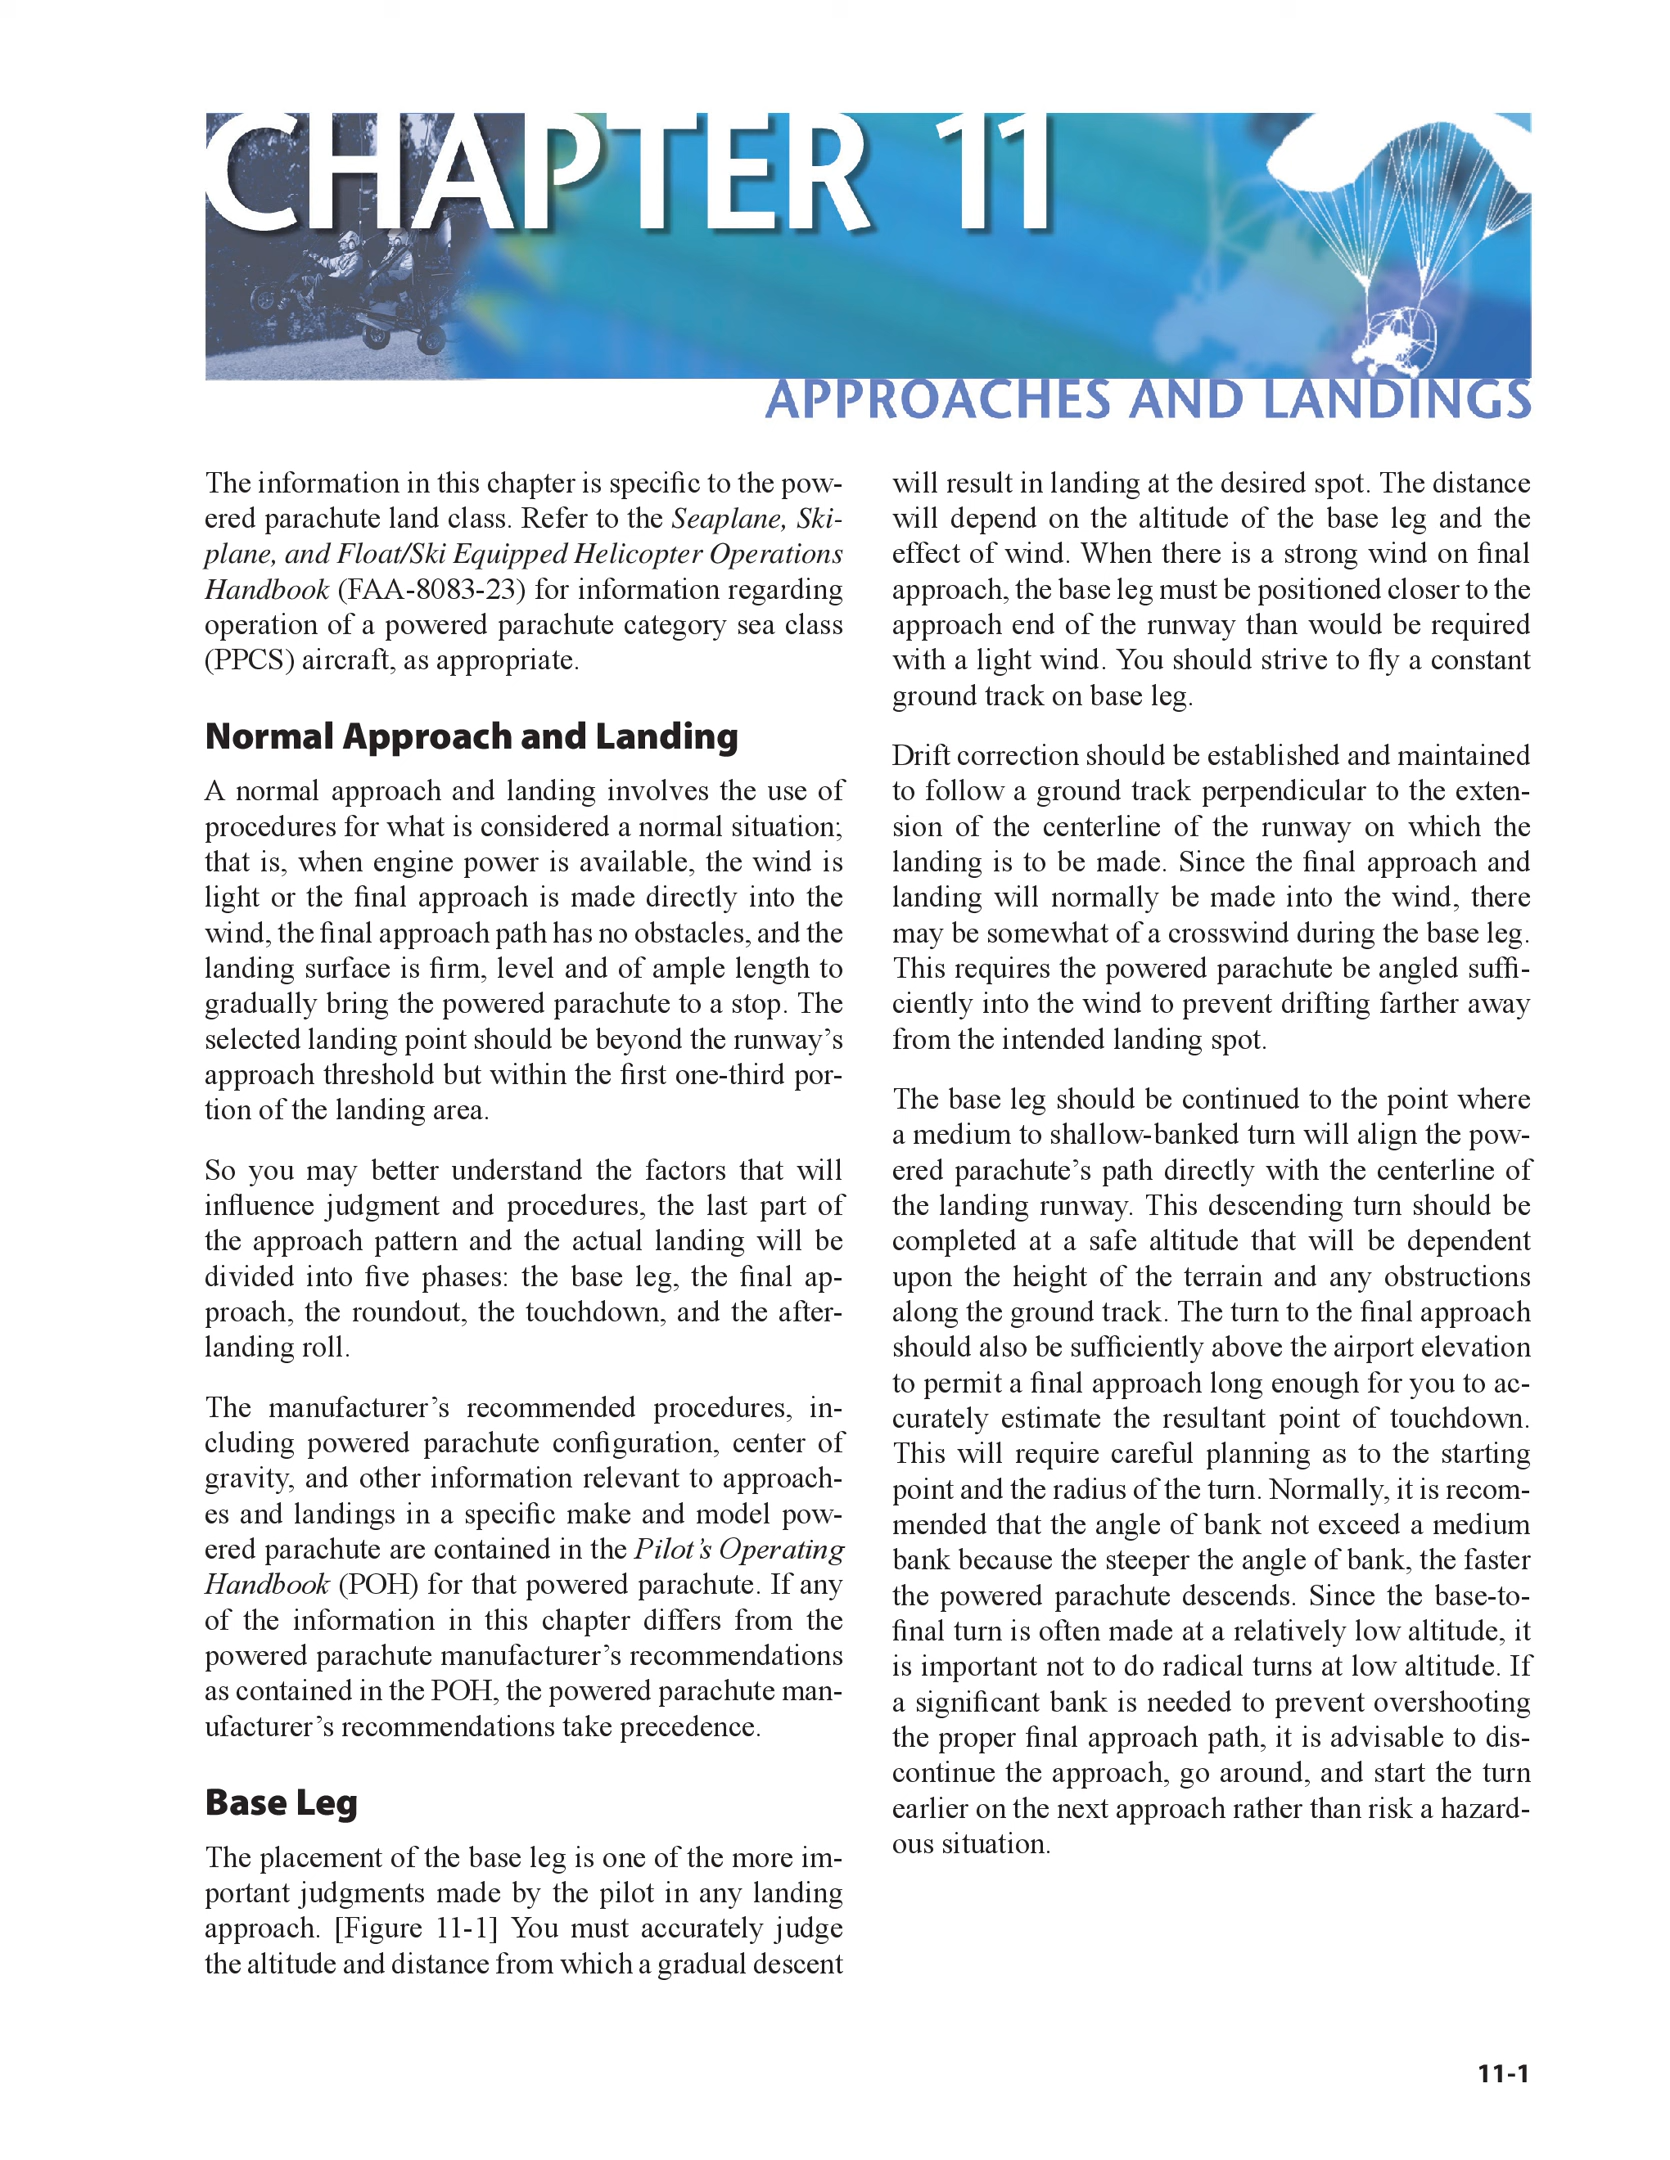 CHAPTER 11
APPROACHES AND LANDINGS
The information in this chapter is specific to the pow-
ered parachute land class. Refer to the Seaplane, Ski-
plane, and Float/Ski Equipped Helicopter Operations
Handbook (FAA-8083-23) for information regarding
operation of a powered parachute category sea class
(PPCS) aircraft, as appropriate.
Normal Approach and Landing
A normal approach and landing involves the use of
procedures for what is considered a normal situation;
that is, when engine power is available, the wind is
light or the final approach is made directly into the
wind, the final approach path has no obstacles, and the
landing surface is firm, level and of ample length to
gradually bring the powered parachute to a stop. The
selected landing point should be beyond the runway’s
approach threshold but within the first one-third por-
tion of the landing area.
So you may better understand the factors that will
influence judgment and procedures, the last part of
the approach pattern and the actual landing will be
divided into five phases: the base leg, the final ap-
proach, the roundout, the touchdown, and the after-
landing roll.
The manufacturer’s recommended procedures, in-
cluding powered parachute configuration, center of
gravity, and other information relevant to approach-
es and landings in a specific make and model pow-
ered parachute are contained in the Pilot’s Operating
Handbook (POH) for that powered parachute. If any
of the information in this chapter differs from the
powered parachute manufacturer’s recommendations
as contained in the POH, the powered parachute man-
ufacturer’s recommendations take precedence.
Base Leg
The placement of the base leg is one of the more im-
portant judgments made by the pilot in any landing
approach. [Figure 11-1] You must accurately judge
the altitude and distance from which a gradual descent
will result in landing at the desired spot. The distance
will depend on the altitude of the base leg and the
effect of wind. When there is a strong wind on final
approach, the base leg must be positioned closer to the
approach end of the runway than would be required
with a light wind. You should strive to fly a constant
ground track on base leg.
Drift correction should be established and maintained
to follow a ground track perpendicular to the exten-
sion of the centerline of the runway on which the
landing is to be made. Since the final approach and
landing will normally be made into the wind, there
may be somewhat of a crosswind during the base leg.
This requires the powered parachute be angled suffi-
ciently into the wind to prevent drifting farther away
from the intended landing spot.
The base leg should be continued to the point where
a medium to shallow-banked turn will align the pow-
ered parachute’s path directly with the centerline of
the landing runway. This descending turn should be
completed at a safe altitude that will be dependent
upon the height of the terrain and any obstructions
along the ground track. The turn to the final approach
should also be sufficiently above the airport elevation
to permit a final approach long enough for you to ac-
curately estimate the resultant point of touchdown.
This will require careful planning as to the starting
point and the radius of the turn. Normally, it is recom-
mended that the angle of bank not exceed a medium
bank because the steeper the angle of bank, the faster
the powered parachute descends. Since the base-to-
final turn is often made at a relatively low altitude, it
is important not to do radical turns at low altitude. If
a significant bank is needed to prevent overshooting
the proper final approach path, it is advisable to dis-
continue the approach, go around, and start the turn
earlier on the next approach rather than risk a hazard-
ous situation.
11-1